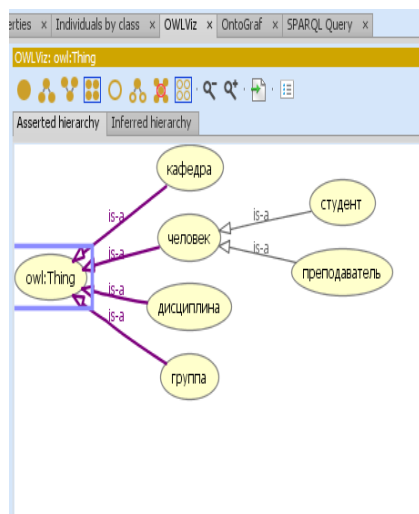 erties × Individuals by class × OWLViz × OntoGraf × SPARQL Query ×
OWLViz: owl:Thing
Asserted hierarchy Inferred hierarchy
кафедра
is-a
студент
is-a
человек
is-a
is-a
преподаватель
owl:Thing
is-a
дисциплина
is-a
группа